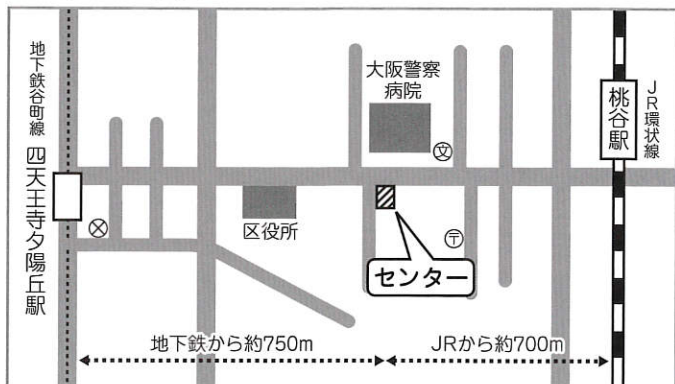 地下鉄谷町線
四天王寺夕陽丘駅
大阪警察
病院
文
桃谷駅
JR環状線
区役所
〒
センター
地下鉄から約750m
JRから約700m